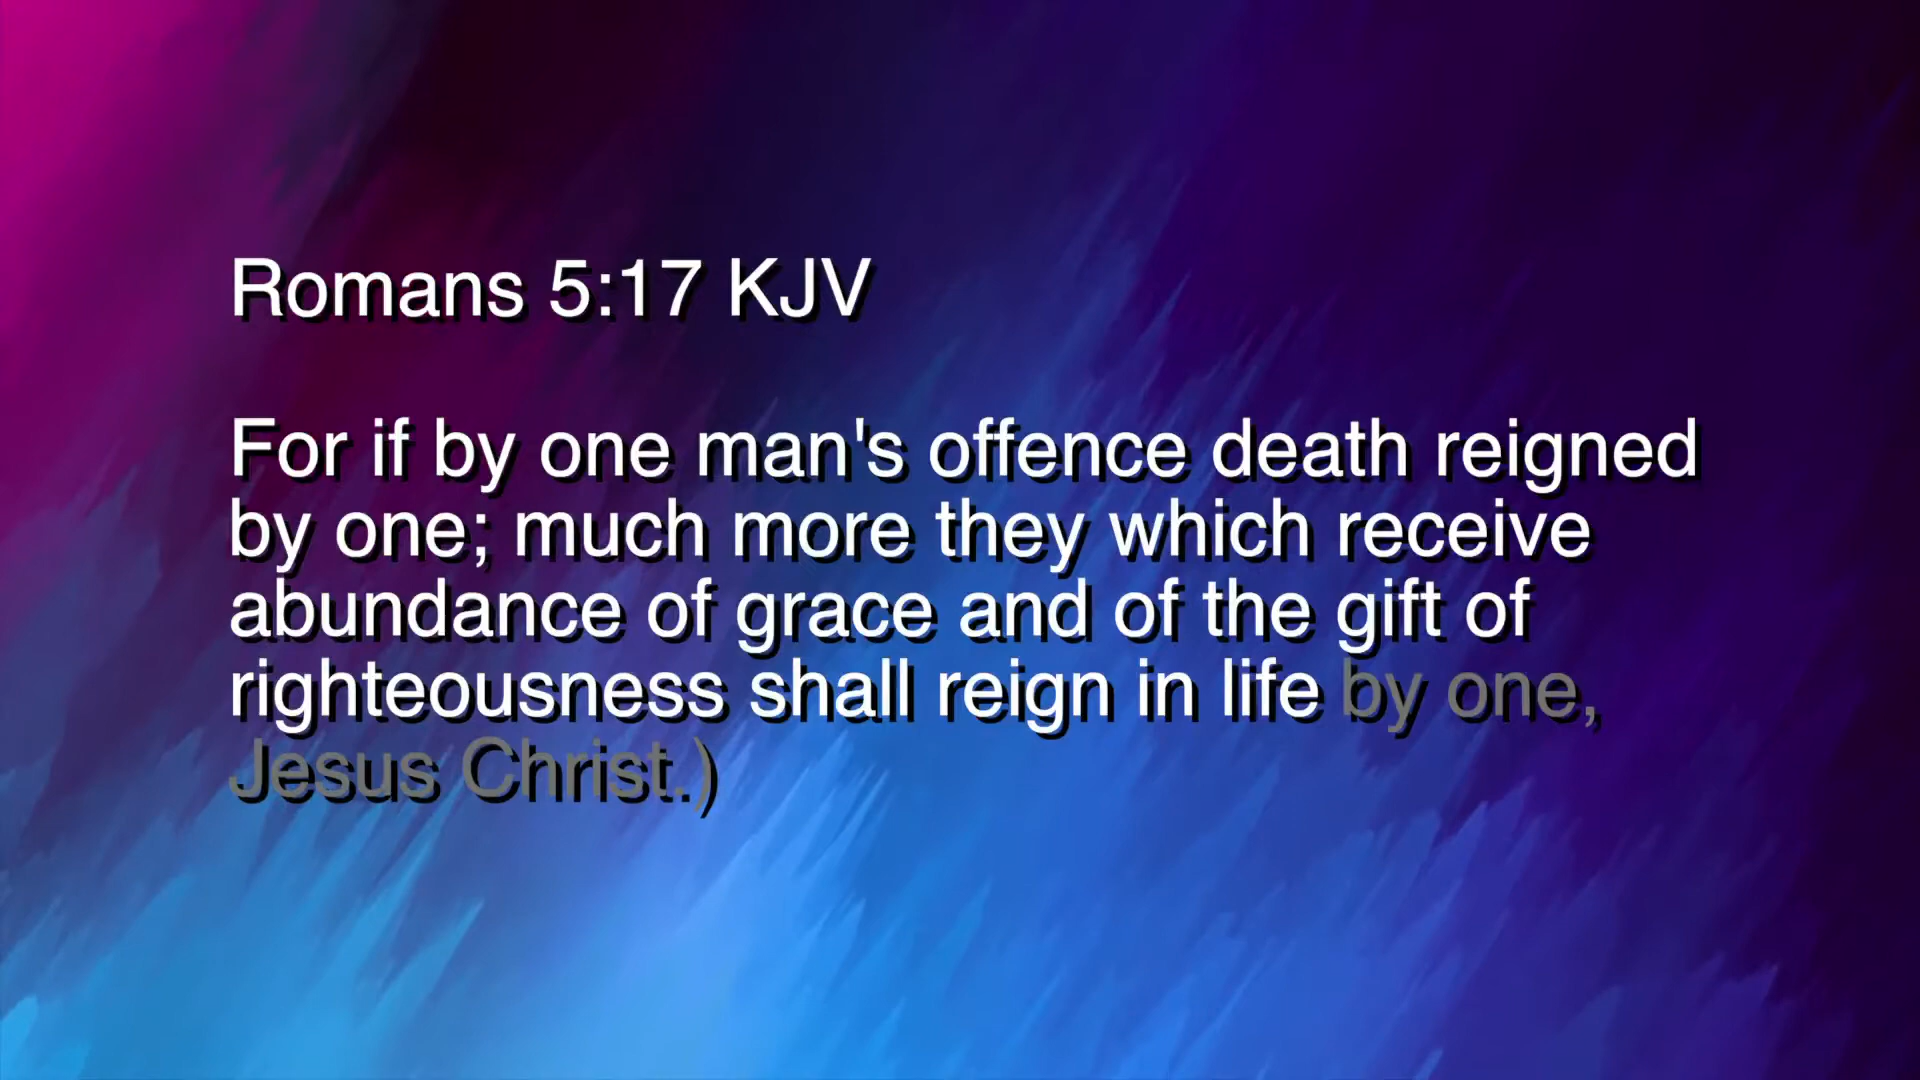 Romans 5:17 KJV
For if by one man's offence death reigned
by one; much more they which receive
abundance of grace and of the gift of
righteousness shall reign in life by one,
Jesus Christ.)